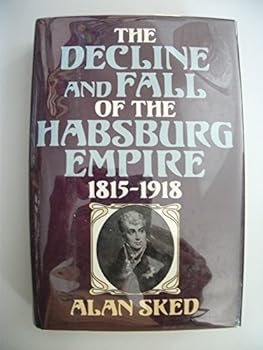 THE
DECLINE
AND FALL
OF THE
HABSBURG
EMPIRE
1815-1918
ALAN SKED